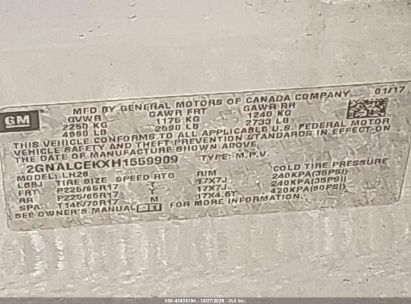 GM
MFD BY GENERAL MOTORS OF CANADA COMPANY
01/17
GVWR GAWR FRT GAWR RR
2250 KG 1175 KG 1240 KG
4960 LB 2590 LB 2733 LB
THIS VEHICLE CONFORMS TO ALL APPLICABLE U.S. FEDERAL MOTOR
VEHICLE SAFETY AND THEFT PREVENTION STANDARDS IN EFFECT ON
THE DATE OF MANUFACTURE SHOWN ABOVE.
2GNALCEKXH1559909 TYPE: M.P.V.
MODEL: LH26
TIRE SIZE SPEED RTG RIM COLD TIRE PRESSURE
FRT P225/65R17 17X7J 240KPA(35PSI)
RR P225/65R17 17X7J 240KPA(35PSI)
SPA 17X4.5T 420KPA(60PSI)
SEE OWNER'S MANUAL FOR MORE INFORMATION.